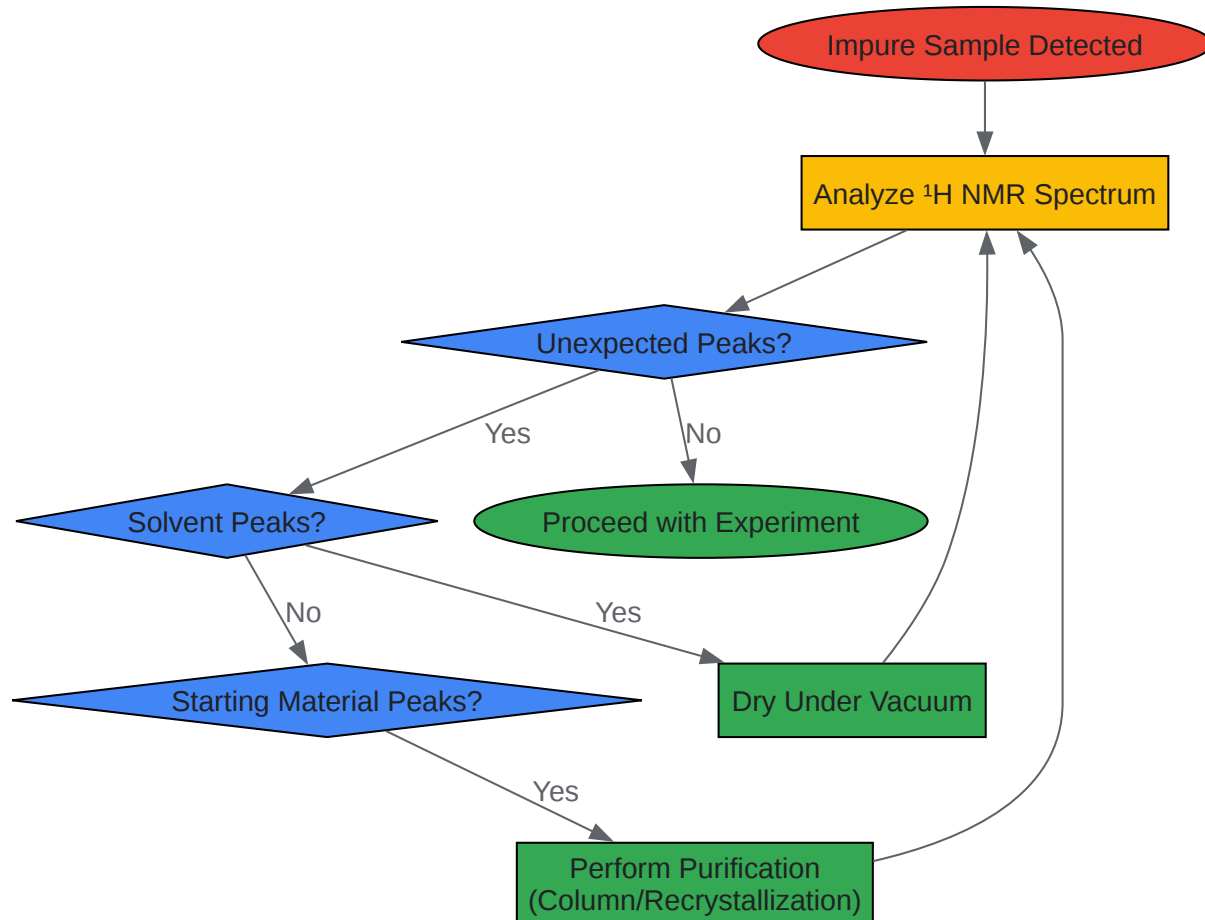 Impure Sample Detected
Analyze ¹H NMR Spectrum
Unexpected Peaks?
Yes
No
Solvent Peaks?
Proceed with Experiment
No
Yes
Starting Material Peaks?
Dry Under Vacuum
Yes
Perform Purification
(Column/Recrystallization)